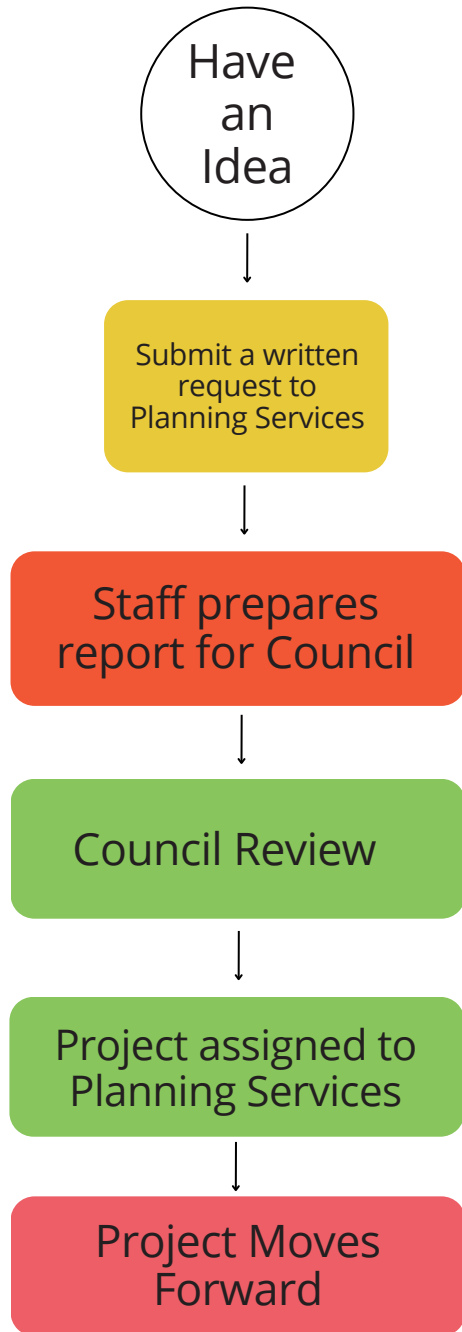 Have
an
Idea
Submit a written
request to
Planning Services
Staff prepares
report for Council
Council Review
Project assigned to
Planning Services
Project Moves
Forward